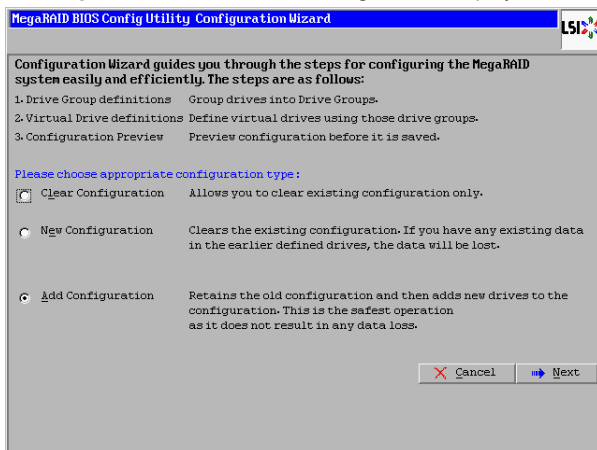 MegaRAID BIOS Config Utility Configuration Wizard
LSI
Configuration Wizard guides you through the steps for configuring the MegaRAID
system easily and efficiently. The steps are as follows:
1. Drive Group definitions Group drives into Drive Groups.
2. Virtual Drive definitions Define virtual drives using those drive groups.
3. Configuration Preview Preview configuration before it is saved.
Please choose appropriate configuration type:
Clear Configuration Allows you to clear existing configuration only.
New Configuration Clears the existing configuration. If you have any existing data
in the earlier defined drives, the data will be lost.
Add Configuration Retains the old configuration and then adds new drives to the
configuration. This is the safest operation
as it does not result in any data loss.
Cancel Next